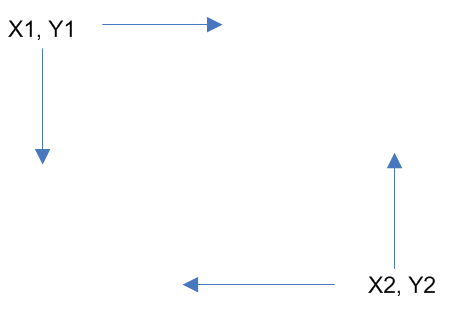 X1, Y1
X2, Y2